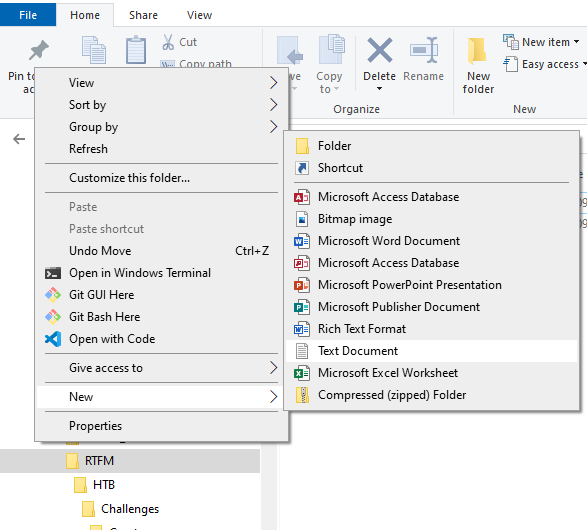 File
Home
Share
View
Pin to
Cut
Copy path
Copy
to
Delete
Rename
New
folder
New item
Easy access
Organize
New
View
Sort by
Group by
Refresh
Customize this folder...
Paste
Paste shortcut
Undo Move Ctrl+Z
Open in Windows Terminal
Git GUI Here
Git Bash Here
Open with Code
Give access to
New
Properties
Folder
Shortcut
Microsoft Access Database
Bitmap image
Microsoft Word Document
Microsoft Access Database
Microsoft PowerPoint Presentation
Microsoft Publisher Document
Rich Text Format
Text Document
Microsoft Excel Worksheet
Compressed (zipped) Folder
RTFM
HTB
Challenges